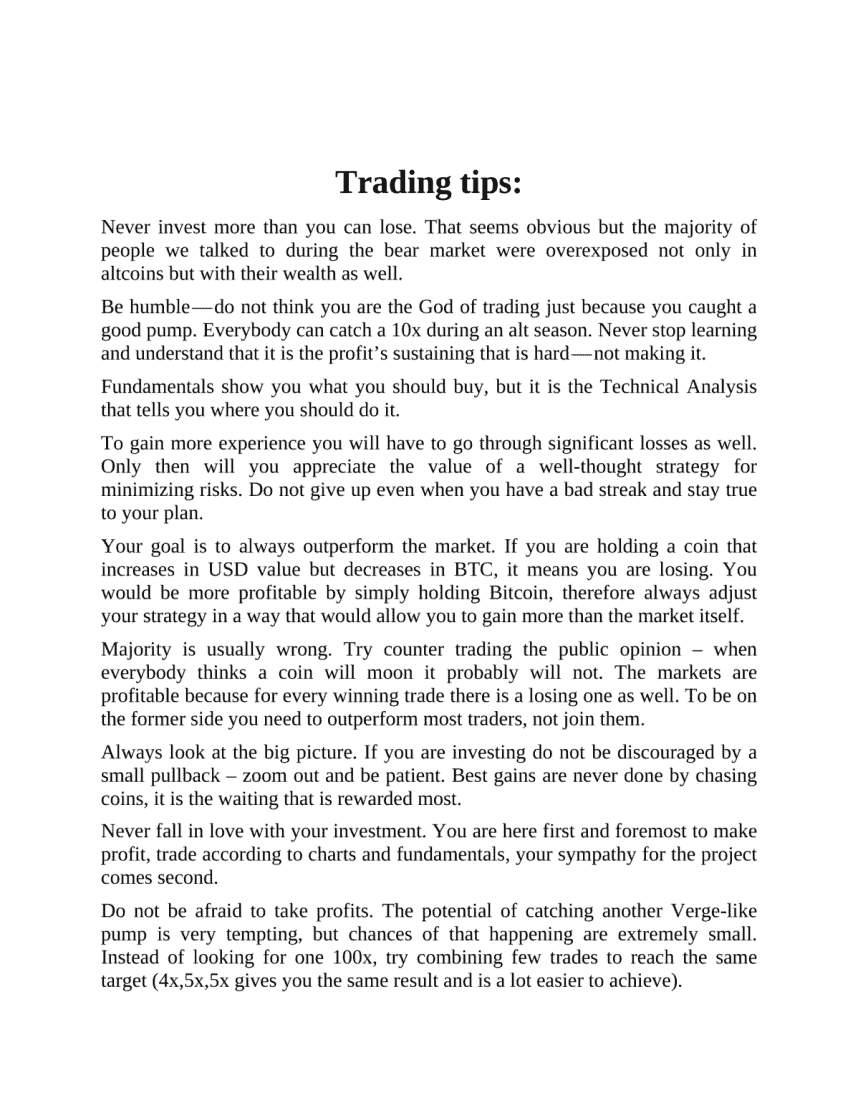 Trading tips:
Never invest more than you can lose. That seems obvious but the majority of
people we talked to during the bear market were overexposed not only in
altcoins but with their wealth as well.
Be humble — do not think you are the God of trading just because you caught a
good pump. Everybody can catch a 10x during an alt season. Never stop learning
and understand that it is the profit’s sustaining that is hard — not making it.
Fundamentals show you what you should buy, but it is the Technical Analysis
that tells you where you should do it.
To gain more experience you will have to go through significant losses as well.
Only then will you appreciate the value of a well-thought strategy for
minimizing risks. Do not give up even when you have a bad streak and stay true
to your plan.
Your goal is to always outperform the market. If you are holding a coin that
increases in USD value but decreases in BTC, it means you are losing. You
would be more profitable by simply holding Bitcoin, therefore always adjust
your strategy in a way that would allow you to gain more than the market itself.
Majority is usually wrong. Try counter trading the public opinion – when
everybody thinks a coin will moon it probably will not. The markets are
profitable because for every winning trade there is a losing one as well. To be on
the former side you need to outperform most traders, not join them.
Always look at the big picture. If you are investing do not be discouraged by a
small pullback – zoom out and be patient. Best gains are never done by chasing
coins, it is the waiting that is rewarded most.
Never fall in love with your investment. You are here first and foremost to make
profit, trade according to charts and fundamentals, your sympathy for the project
comes second.
Do not be afraid to take profits. The potential of catching another Verge-like
pump is very tempting, but chances of that happening are extremely small.
Instead of looking for one 100x, try combining few trades to reach the same
target (4x,5x,5x gives you the same result and is a lot easier to achieve).